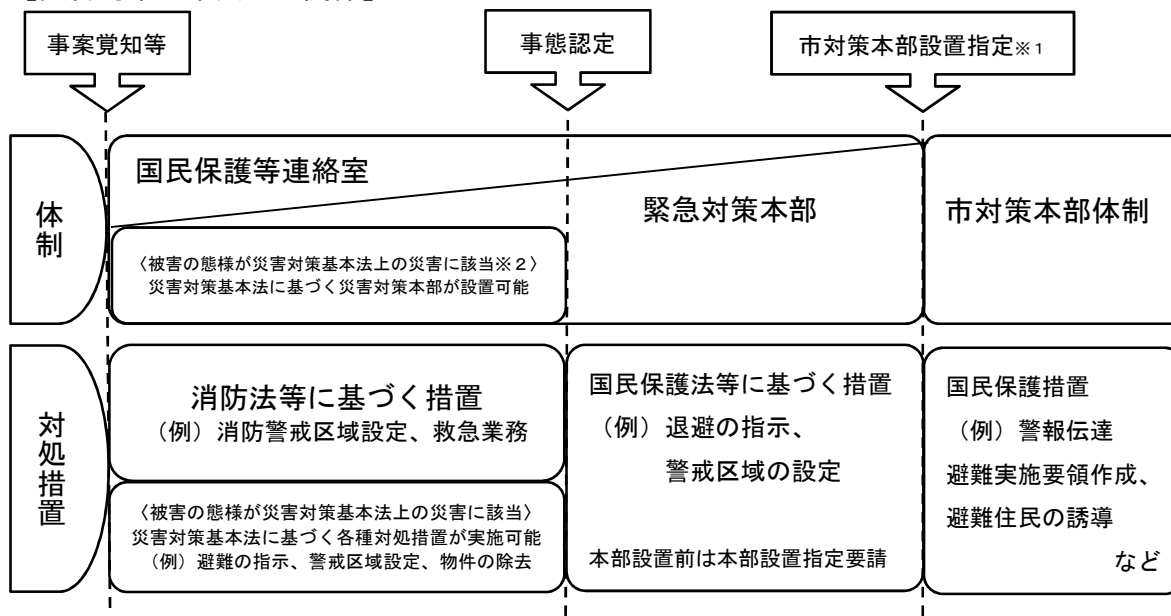 事案覚知等
事態認定
市対策本部設置指定※1
体制
国民保護等連絡室
緊急対策本部
市対策本部体制
〈被害の態様が災害対策基本法上の災害に該当※2〉
災害対策基本法に基づく災害対策本部が設置可能
対処措置
消防法等に基づく措置
(例)消防警戒区域設定、救急業務
〈被害の態様が災害対策基本法上の災害に該当〉
災害対策基本法に基づく各種対処措置が実施可能
(例)避難の指示、警戒区域設定、物件の除去
国民保護法等に基づく措置
(例)退避の指示、
警戒区域の設定
本部設置前は本部設置指定要請
国民保護措置
(例)警報伝達
避難実施要領作成、
避難住民の誘導
など